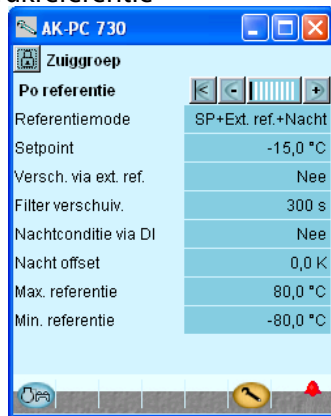 AK-PC 730
Zuiggroep
Po referentie
Referentiemode SP+Ext. ref.+Nacht
Setpoint -15,0 °C
Versch. via ext. ref. Nee
Filter verschuiv. 300 s
Nachtconditie via DI Nee
Nacht offset 0,0 K
Max. referentie 80,0 °C
Min. referentie -80,0 °C